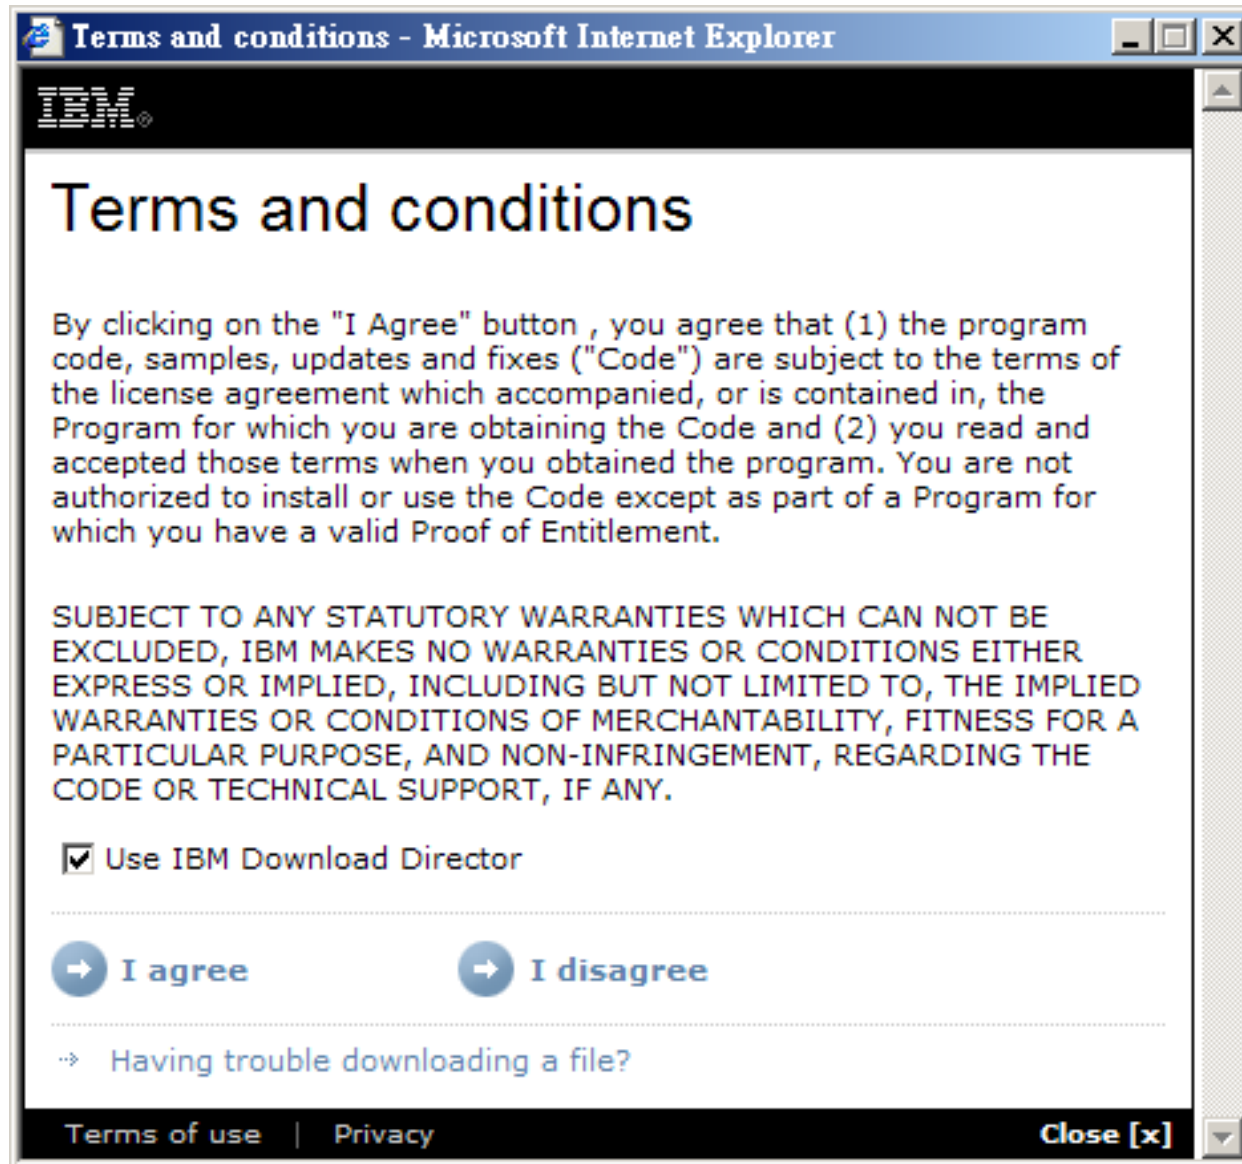 Terms and conditions - Microsoft Internet Explorer
IBM®
Terms and conditions
By clicking on the "I Agree" button , you agree that (1) the program
code, samples, updates and fixes ("Code") are subject to the terms of
the license agreement which accompanied, or is contained in, the
Program for which you are obtaining the Code and (2) you read and
accepted those terms when you obtained the program. You are not
authorized to install or use the Code except as part of a Program for
which you have a valid Proof of Entitlement.
SUBJECT TO ANY STATUTORY WARRANTIES WHICH CAN NOT BE
EXCLUDED, IBM MAKES NO WARRANTIES OR CONDITIONS EITHER
EXPRESS OR IMPLIED, INCLUDING BUT NOT LIMITED TO, THE IMPLIED
WARRANTIES OR CONDITIONS OF MERCHANTABILITY, FITNESS FOR A
PARTICULAR PURPOSE, AND NON-INFRINGEMENT, REGARDING THE
CODE OR TECHNICAL SUPPORT, IF ANY.
Use IBM Download Director
I agree I disagree
Having trouble downloading a file?
Terms of use | Privacy Close [x]